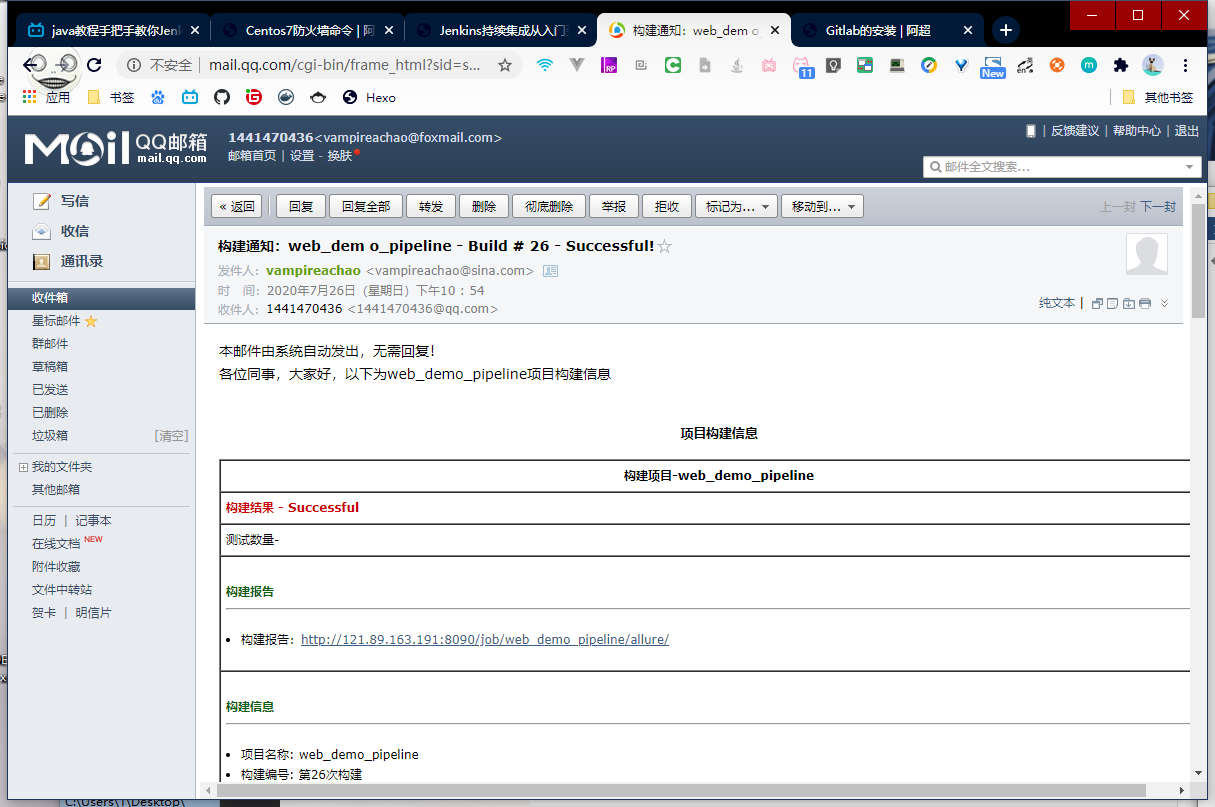 java教程手把手教你Jenk
Centos7防火墙命令 | 阿
Jenkins持续集成从入门
构建通知：web_dem o_
Gitlab的安装 | 阿超
不安全 | mail.qq.com/cgi-bin/frame_html?sid=s...
RP
11
New
m
应用
书签
Hexo
其他书签
Mail QQ邮箱
mail.qq.com
1441470436<vampireachao@foxmail.com>
邮箱首页 | 设置 - 换肤
| 反馈建议 | 帮助中心 | 退出
邮件全文搜索...
写信
收信
通讯录
收件箱
星标邮件
群邮件
草稿箱
已发送
已删除
垃圾箱 [清空]
我的文件夹
其他邮箱
日历 | 记事本
在线文档 NEW
附件收藏
文件中转站
贺卡 | 明信片
« 返回 回复 回复全部 转发 删除 彻底删除 举报 拒收 标记为... 移动到... 上一封 下一封
构建通知：web_dem o_pipeline - Build # 26 - Successful!
发件人：vampireachao <vampireachao@sina.com>
时 间：2020年7月26日（星期日）下午10：54
收件人：1441470436 <1441470436@qq.com>
纯文本 |
本邮件由系统自动发出，无需回复！
各位同事，大家好，以下为web_demo_pipeline项目构建信息
项目构建信息
构建项目-web_demo_pipeline
构建结果 - Successful
测试数量-
构建报告
• 构建报告：http://121.89.163.191:8090/job/web_demo_pipeline/allure/
构建信息
• 项目名称: web_demo_pipeline
• 构建编号: 第26次构建
C:\Users\T\Desktop\